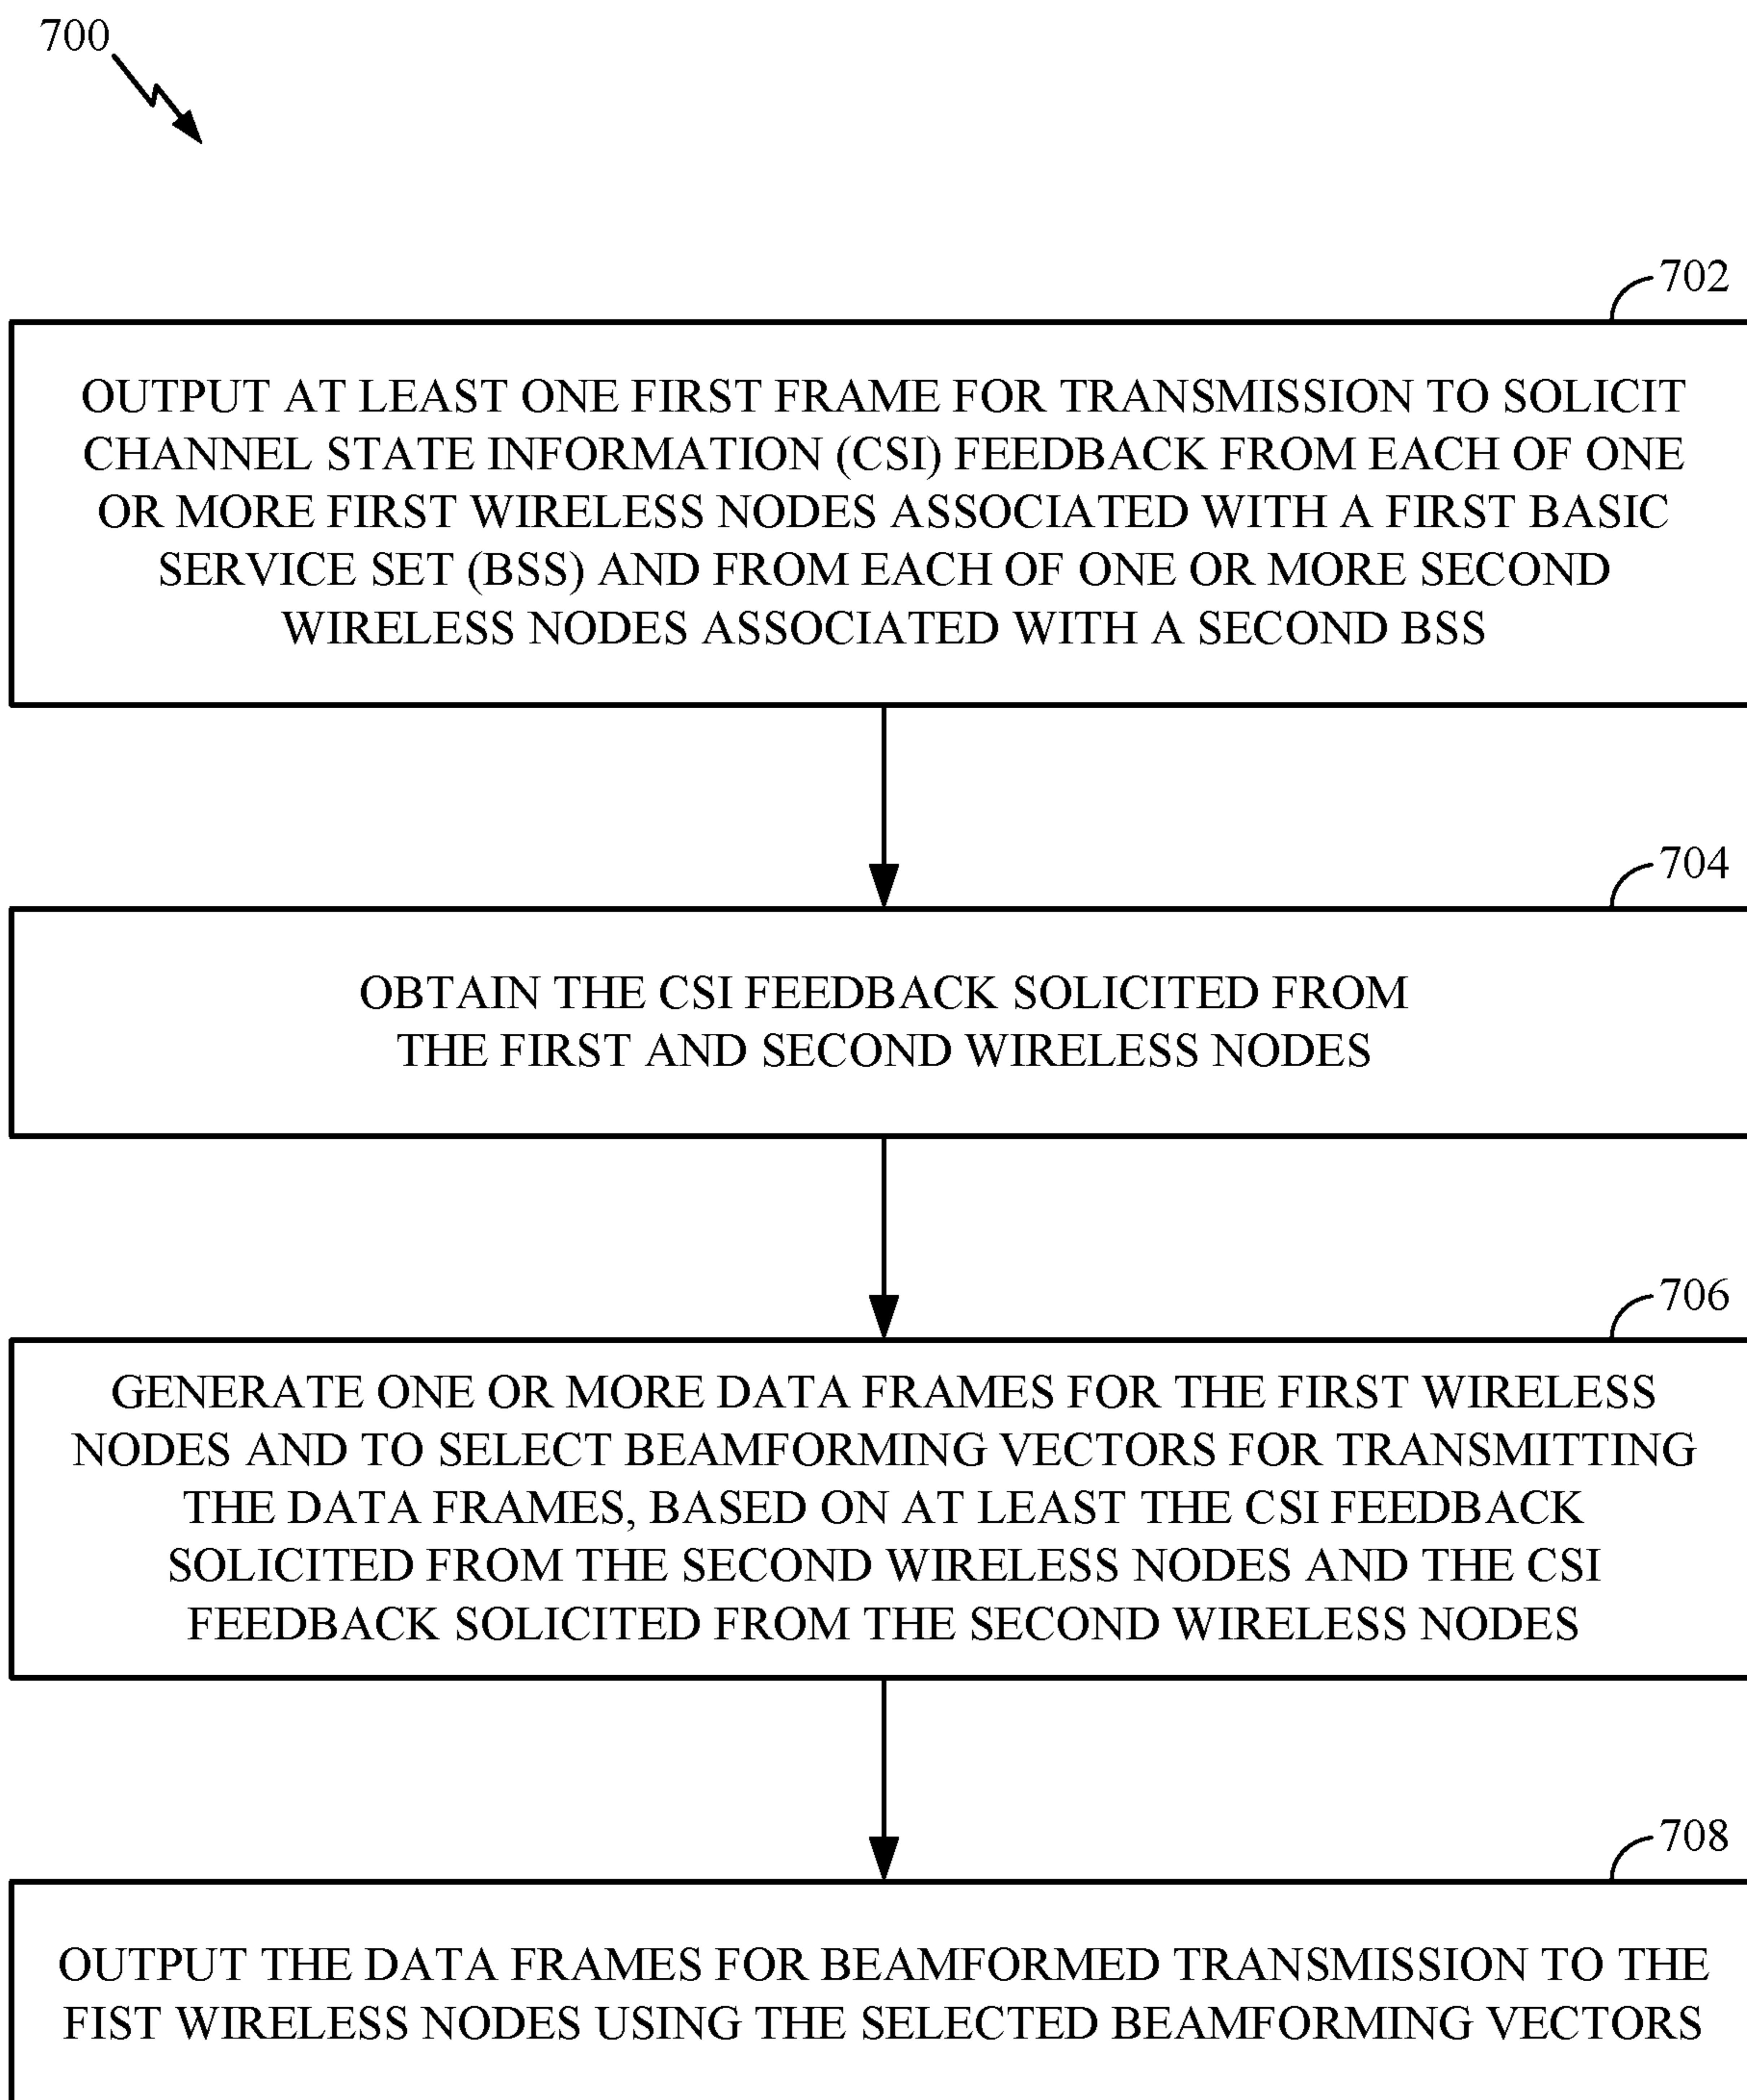 700
702
OUTPUT AT LEAST ONE FIRST FRAME FOR TRANSMISSION TO SOLICIT
CHANNEL STATE INFORMATION (CSI) FEEDBACK FROM EACH OF ONE
OR MORE FIRST WIRELESS NODES ASSOCIATED WITH A FIRST BASIC
SERVICE SET (BSS) AND FROM EACH OF ONE OR MORE SECOND
WIRELESS NODES ASSOCIATED WITH A SECOND BSS
704
OBTAIN THE CSI FEEDBACK SOLICITED FROM
THE FIRST AND SECOND WIRELESS NODES
706
GENERATE ONE OR MORE DATA FRAMES FOR THE FIRST WIRELESS
NODES AND TO SELECT BEAMFORMING VECTORS FOR TRANSMITTING
THE DATA FRAMES, BASED ON AT LEAST THE CSI FEEDBACK
SOLICITED FROM THE SECOND WIRELESS NODES AND THE CSI
FEEDBACK SOLICITED FROM THE SECOND WIRELESS NODES
708
OUTPUT THE DATA FRAMES FOR BEAMFORMED TRANSMISSION TO THE
FIST WIRELESS NODES USING THE SELECTED BEAMFORMING VECTORS